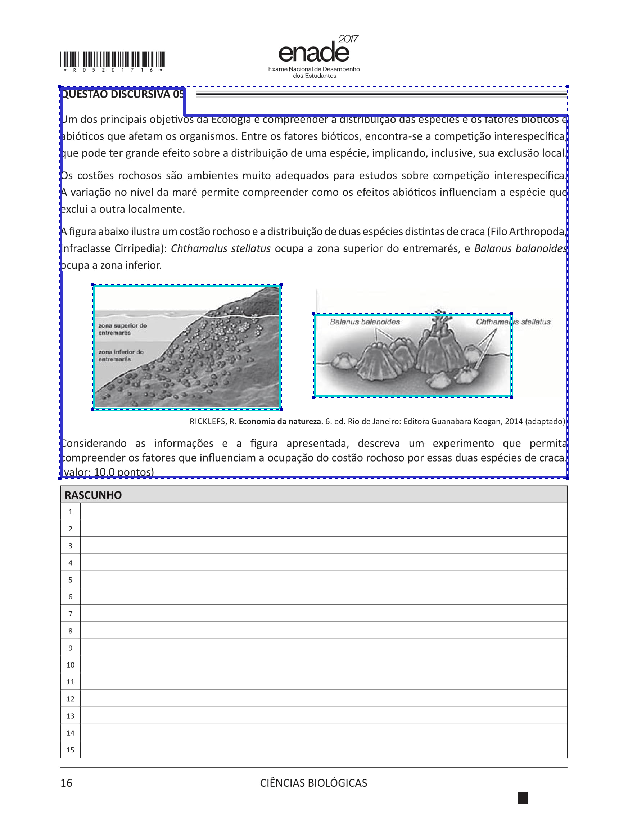 2017
enade
Exame Nacional de Desempenho
dos Estudantes
*R0520171​6*
QUESTÃO DISCURSIVA 05
Um dos principais objetivos da Ecologia é compreender a distribuição das espécies e os fatores bióticos e
abióticos que afetam os organismos. Entre os fatores bióticos, encontra-se a competição interespecífica,
que pode ter grande efeito sobre a distribuição de uma espécie, implicando, inclusive, sua exclusão local.
Os costões rochosos são ambientes muito adequados para estudos sobre competição interespecífica.
A variação no nível da maré permite compreender como os efeitos abióticos influenciam a espécie que
exclui a outra localmente.
A figura abaixo ilustra um costão rochoso e a distribuição de duas espécies distintas de craca (Filo Arthropoda,
Infraclasse Cirripedia): Chthamalus stellatus ocupa a zona superior do entremarés, e Balanus balanoides
ocupa a zona inferior.
zona superior do
entremarés
zona inferior do
entremarés
Balanus balanoides Chthamalus stellatus
RICKLEFS, R. Economia da natureza. 6. ed. Rio de Janeiro: Editora Guanabara Koogan, 2014 (adaptado).
Considerando as informações e a figura apresentada, descreva um experimento que permita
compreender os fatores que influenciam a ocupação do costão rochoso por essas duas espécies de craca.
(valor: 10,0 pontos)
RASCUNHO
1
2
3
4
5
6
7
8
9
10
11
12
13
14
15
16 CIÊNCIAS BIOLÓGICAS